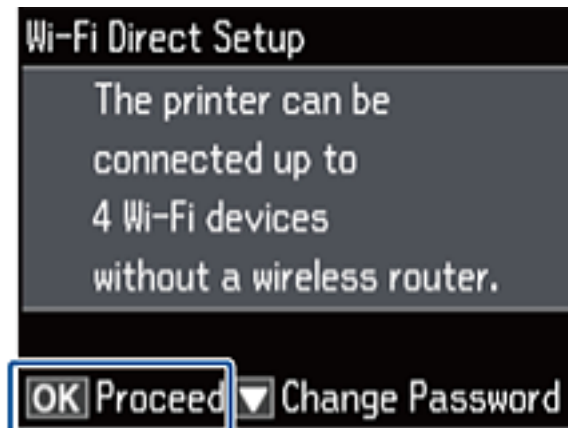 Wi-Fi Direct Setup
The printer can be
connected up to
4 Wi-Fi devices
without a wireless router.
OK Proceed ▼ Change Password